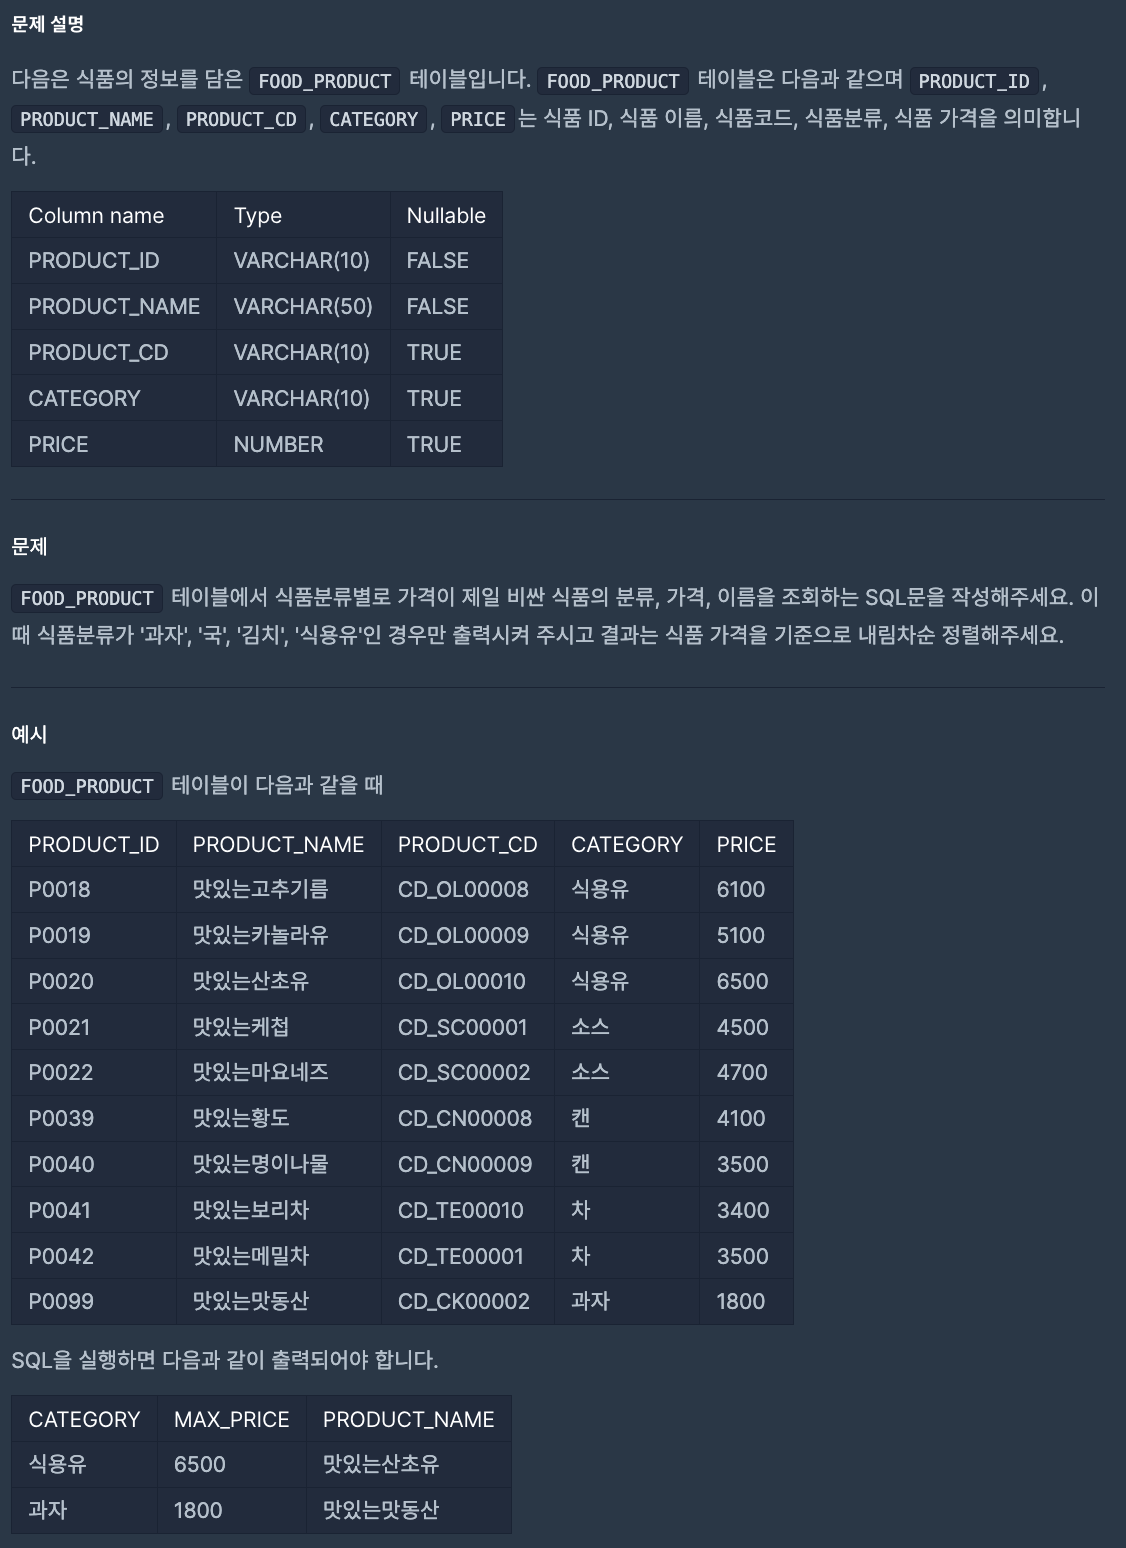 문제 설명
다음은 식품의 정보를 담은 FOOD_PRODUCT 테이블입니다. FOOD_PRODUCT 테이블은 다음과 같으며 PRODUCT_ID,
PRODUCT_NAME, PRODUCT_CD, CATEGORY, PRICE는 식품 ID, 식품 이름, 식품코드, 식품분류, 식품 가격을 의미합니
다.
Column name Type Nullable
PRODUCT_ID VARCHAR(10) FALSE
PRODUCT_NAME VARCHAR(50) FALSE
PRODUCT_CD VARCHAR(10) TRUE
CATEGORY VARCHAR(10) TRUE
PRICE NUMBER TRUE
문제
FOOD_PRODUCT 테이블에서 식품분류별로 가격이 제일 비싼 식품의 분류, 가격, 이름을 조회하는 SQL문을 작성해주세요. 이
때 식품분류가 '과자', '국', '김치', '식용유'인 경우만 출력시켜 주시고 결과는 식품 가격을 기준으로 내림차순 정렬해주세요.
예시
FOOD_PRODUCT 테이블이 다음과 같을 때
PRODUCT_ID PRODUCT_NAME PRODUCT_CD CATEGORY PRICE
P0018 맛있는고추기름 CD_OL00008 식용유 6100
P0019 맛있는카놀라유 CD_OL00009 식용유 5100
P0020 맛있는산초유 CD_OL00010 식용유 6500
P0021 맛있는케첩 CD_SC00001 소스 4500
P0022 맛있는마요네즈 CD_SC00002 소스 4700
P0039 맛있는황도 CD_CN00008 캔 4100
P0040 맛있는명이나물 CD_CN00009 캔 3500
P0041 맛있는보리차 CD_TE00010 차 3400
P0042 맛있는메밀차 CD_TE00001 차 3500
P0099 맛있는맛동산 CD_CK00002 과자 1800
SQL을 실행하면 다음과 같이 출력되어야 합니다.
CATEGORY MAX_PRICE PRODUCT_NAME
식용유 6500 맛있는산초유
과자 1800 맛있는맛동산